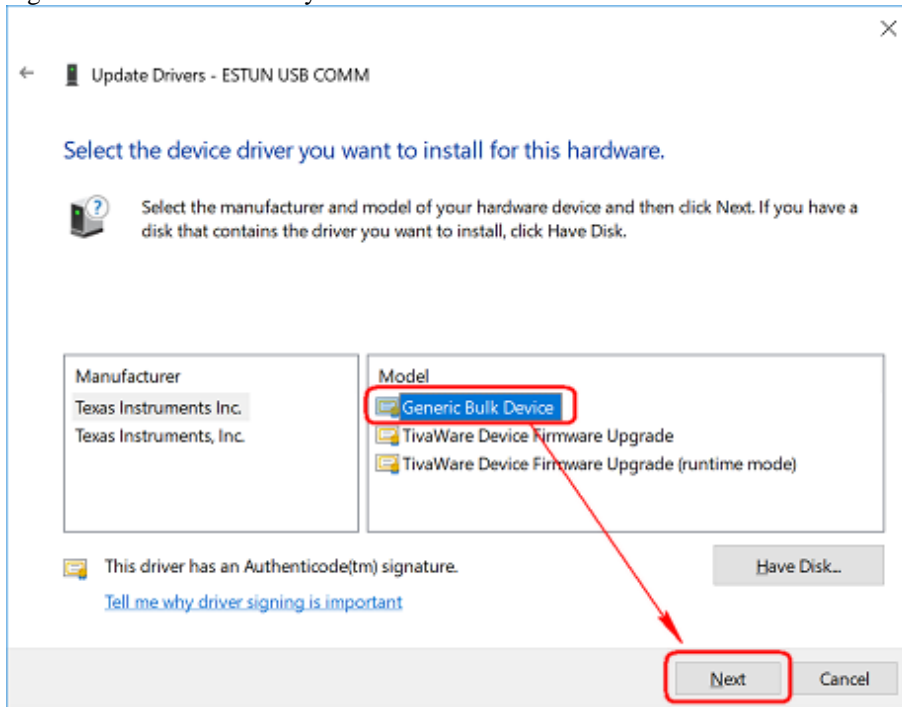 Update Drivers - ESTUN USB COMM
Select the device driver you want to install for this hardware.
Select the manufacturer and model of your hardware device and then click Next. If you have a
disk that contains the driver you want to install, click Have Disk.
Manufacturer
Texas Instruments Inc.
Texas Instruments, Inc.
Model
Generic Bulk Device
TivaWare Device Firmware Upgrade
TivaWare Device Firmware Upgrade (runtime mode)
This driver has an Authenticode(tm) signature.
Have Disk...
Tell me why driver signing is important
Next
Cancel